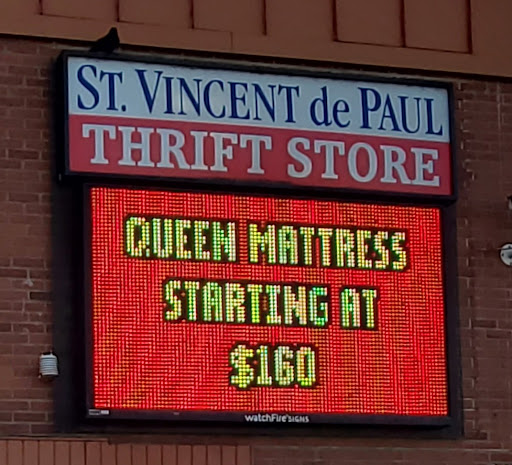 ST. VINCENT de PAUL
THRIFT STORE
QUEEN MATTRESS
STARTING AT
$160
watchFire SIGNS